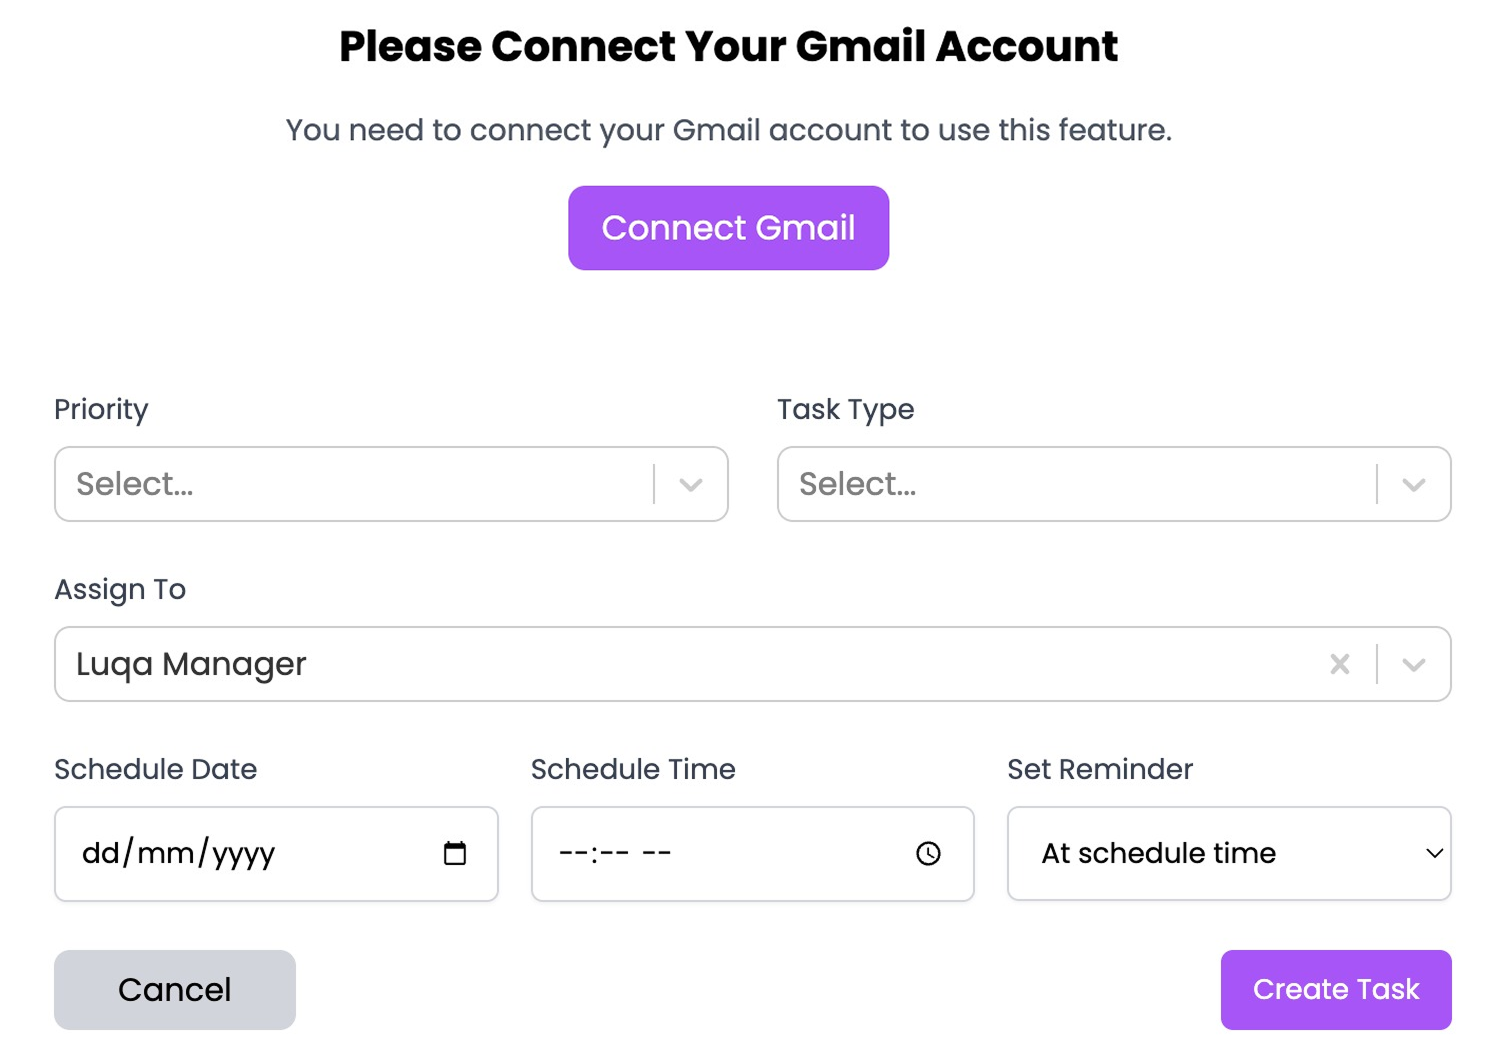 Please Connect Your Gmail Account
You need to connect your Gmail account to use this feature.
Connect Gmail
Priority
Task Type
Select...
Select...
Assign To
Luqa Manager
Schedule Date
Schedule Time
Set Reminder
dd/mm/yyyy
--:-- --
At schedule time
Cancel
Create Task